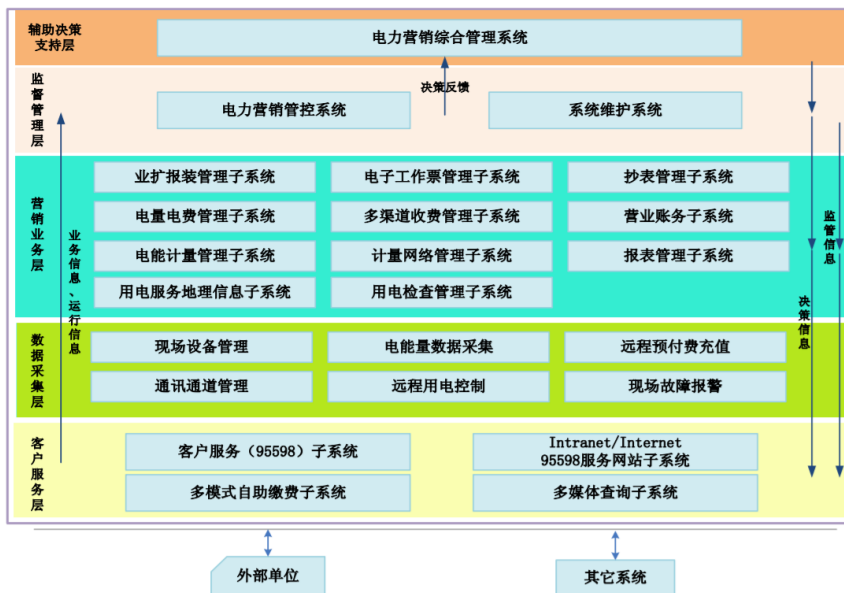 辅助决策
支持层
电力营销综合管理系统
监督管理层
决策反馈
电力营销管控系统
系统维护系统
营销业务层
业扩报装管理子系统
电子工作票管理子系统
抄表管理子系统
电量电费管理子系统
多渠道收费管理子系统
营业账务子系统
电能计量管理子系统
计量网络管理子系统
报表管理子系统
用电服务地理信息子系统
用电检查管理子系统
业务信息、运行信息
监管信息
决策信息
数据采集层
现场设备管理
电能量数据采集
远程预付费充值
通讯通道管理
远程用电控制
现场故障报警
客户服务层
客户服务（95598）子系统
Intranet/Internet
95598服务网站子系统
多模式自助缴费子系统
多媒体查询子系统
外部单位
其它系统